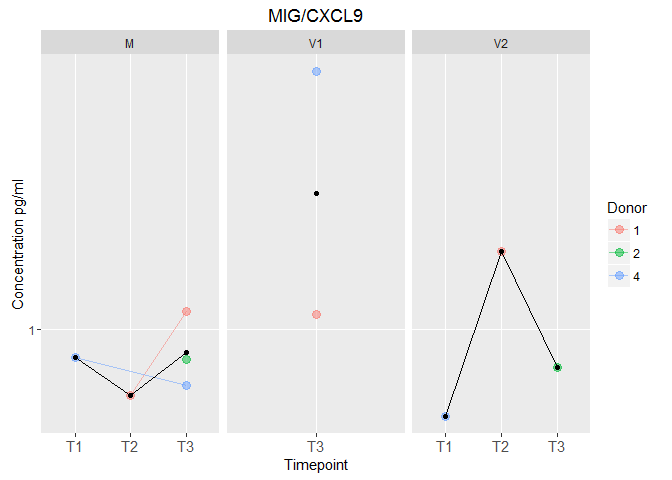 MIG/CXCL9
M V1 V2
Concentration pg/ml
1
Donor
1
2
4
T1 T2 T3 T3 T1 T2 T3
Timepoint